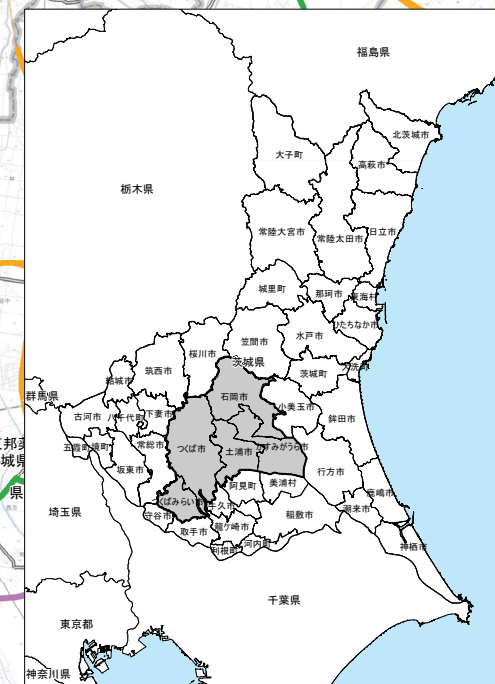 福島県
北茨城市
大子町
高萩市
栃木県
常陸大宮市
常陸太田市
日立市
城里町
那珂市
東海村
ひたちなか市
水戸市
笠間市
桜川市
茨城県
大洗町
筑西市
茨城町
結城市
石岡市
群馬県
小美玉市
古河市
八千代町
下妻市
鉾田市
つくば市
土浦市
かすみがうら市
五霞町
境町
常総市
坂東市
行方市
県
美浦村
阿見町
鹿嶋市
つくばみらい市
牛久市
潮来市
埼玉県
守谷市
稲敷市
取手市
龍ケ崎市
河内町
利根町
神栖市
千葉県
東京都
神奈川県